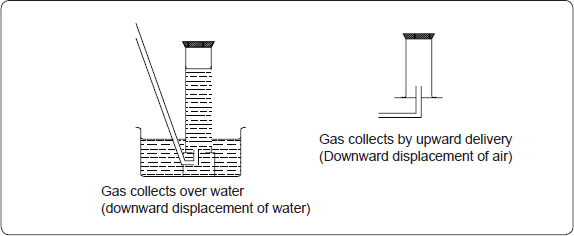 Gas collects over water
(downward displacement of water)
Gas collects by upward delivery
(Downward displacement of air)